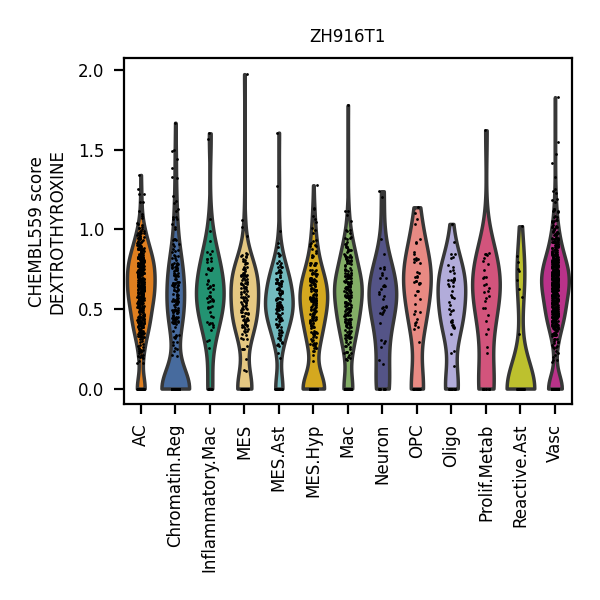 ZH916T1
CHEMBL559 score
DEXTROTHYROXINE
2.0
1.5
1.0
0.5
0.0
AC
Chromatin.Reg
Inflammatory.Mac
MES
MES.Ast
MES.Hyp
Mac
Neuron
OPC
Oligo
Prolif.Metab
Reactive.Ast
Vasc